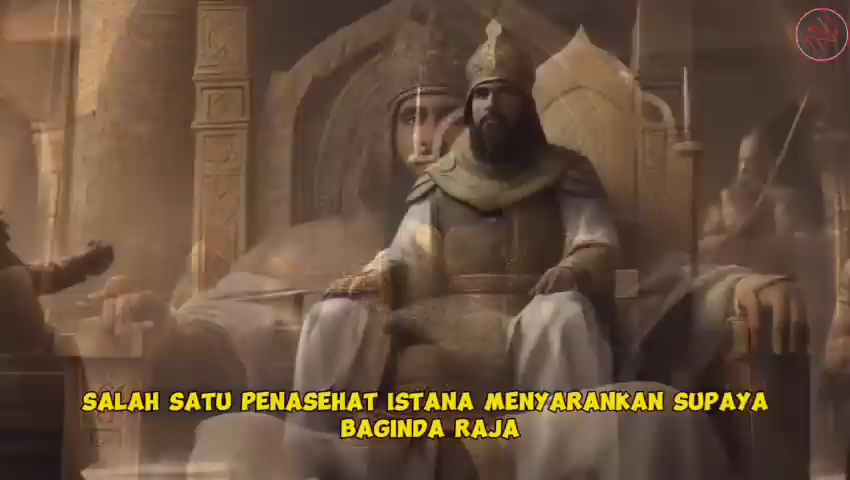 SALAH SATU PENASEHAT ISTANA MENYARANKAN SUPAYA
BAGINDA RAJA